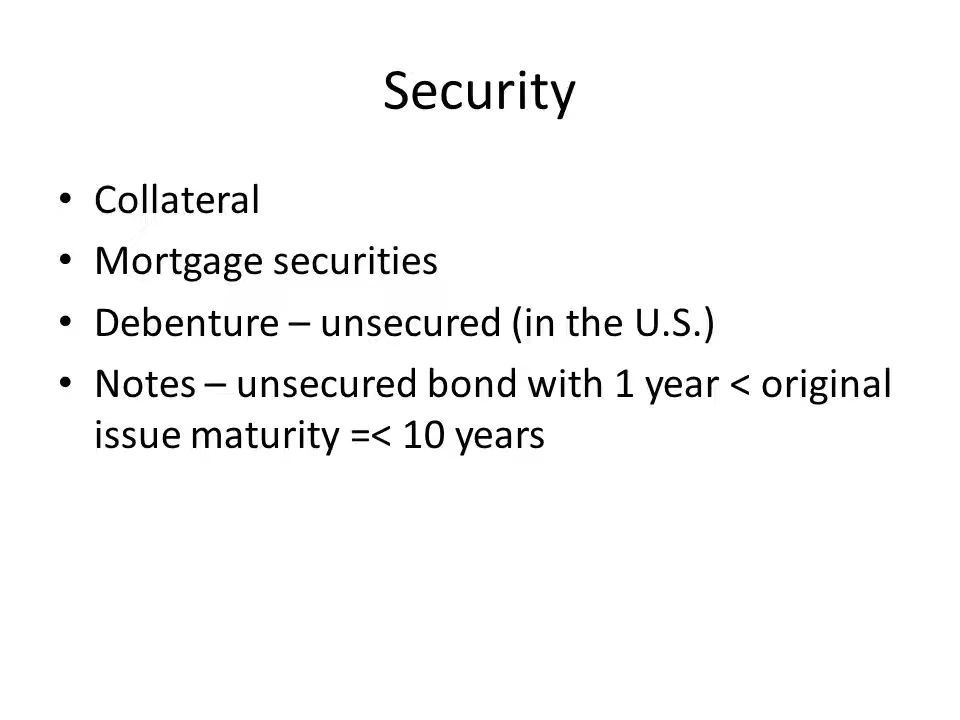 Security
• Collateral
• Mortgage securities
• Debenture – unsecured (in the U.S.)
• Notes – unsecured bond with 1 year < original
issue maturity =< 10 years